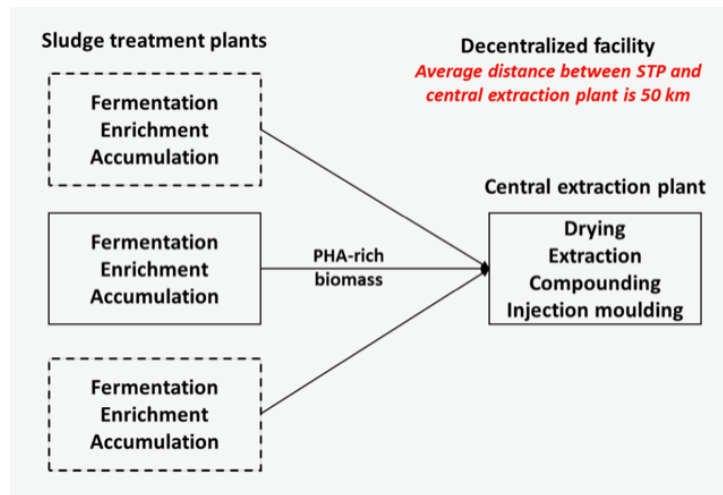 Sludge treatment plants
Decentralized facility
Average distance between STP and
central extraction plant is 50 km
Fermentation
Enrichment
Accumulation
Fermentation
Enrichment
Accumulation
Fermentation
Enrichment
Accumulation
PHA-rich
biomass
Central extraction plant
Drying
Extraction
Compounding
Injection moulding